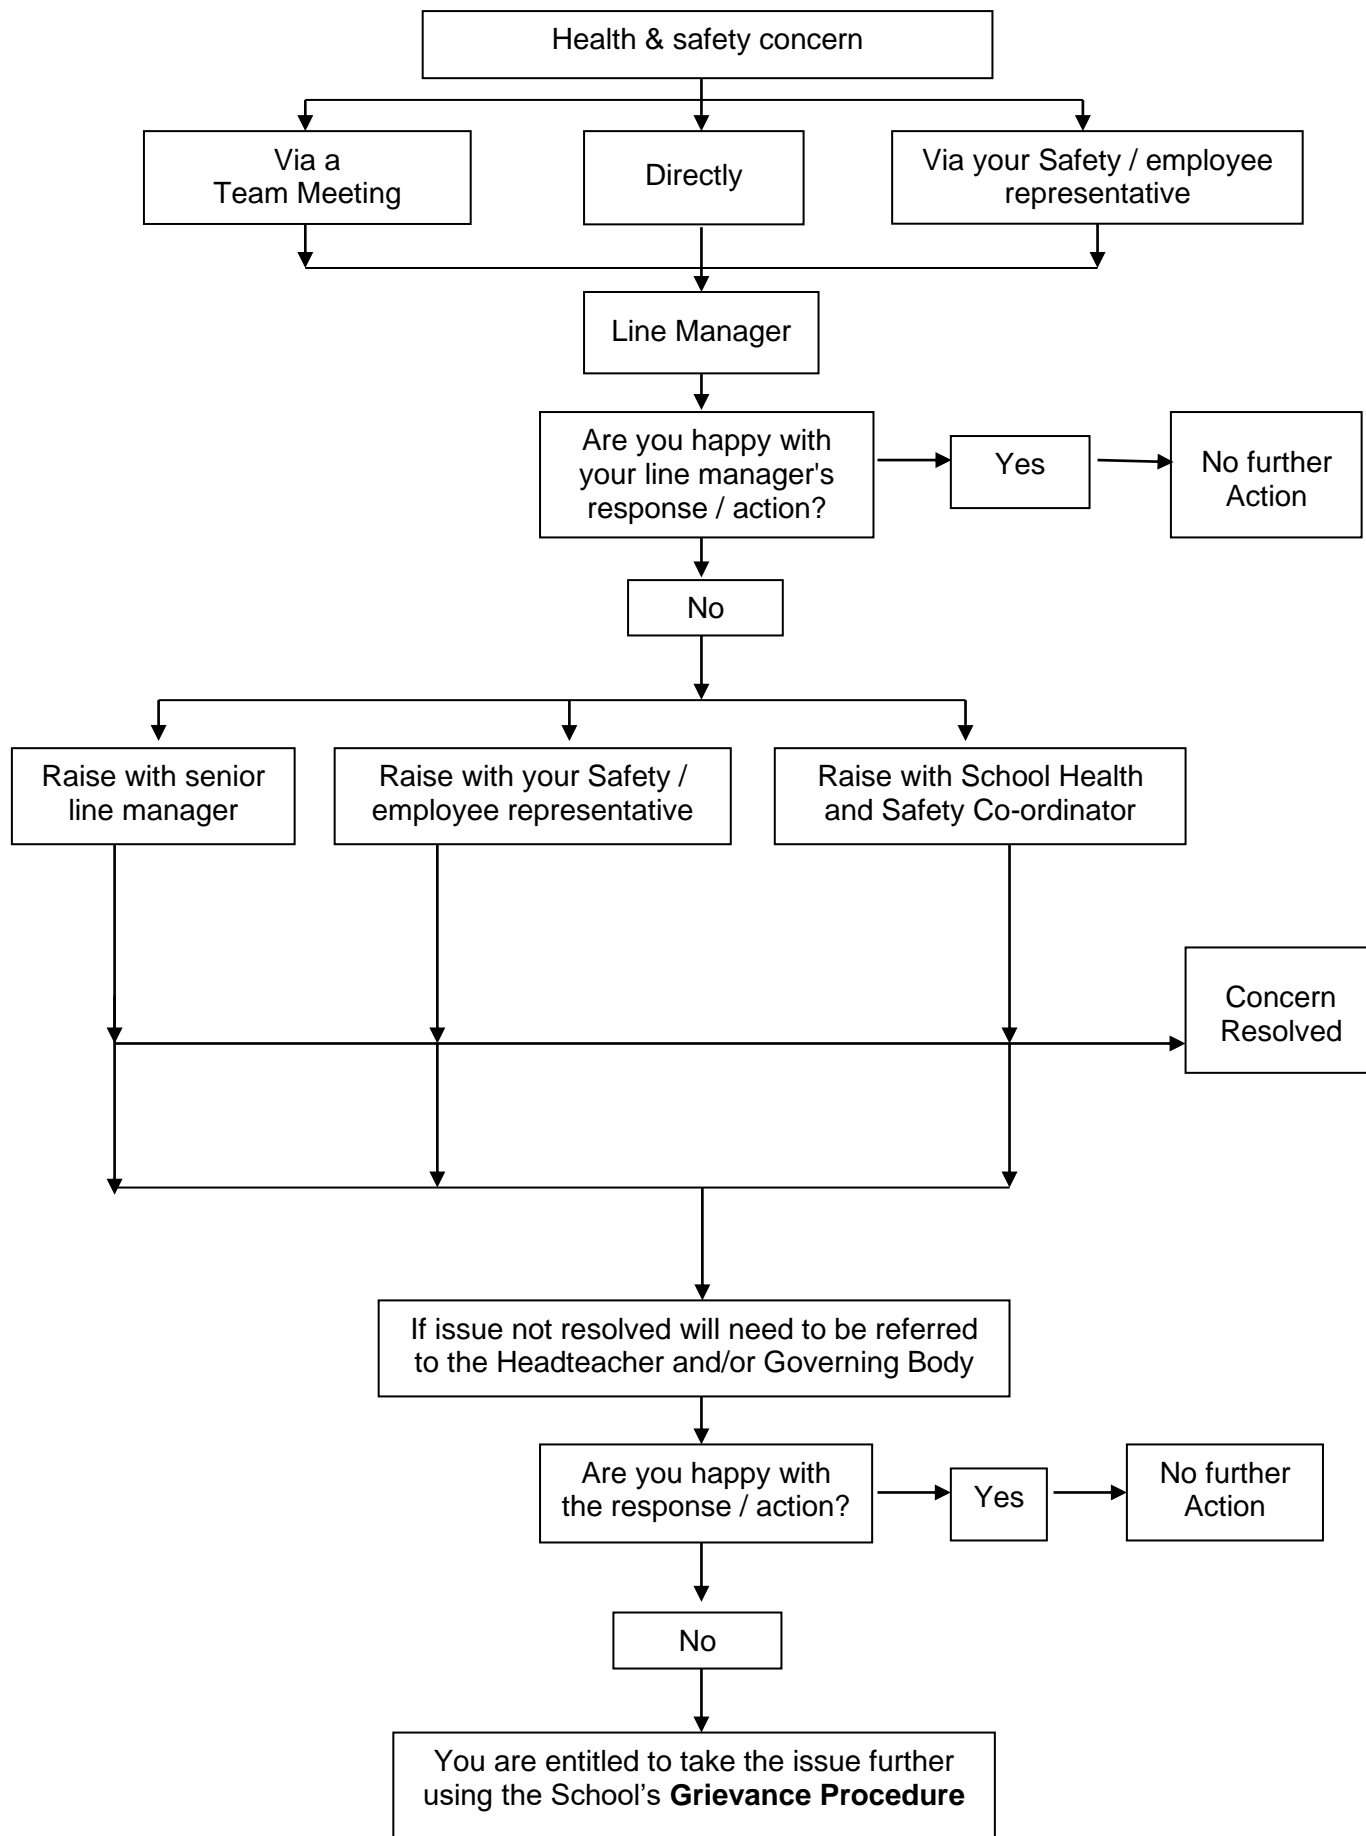 Health & safety concern
Via a
Team Meeting
Directly
Via your Safety / employee
representative
Line Manager
Are you happy with
your line manager's
response / action?
Yes
No further
Action
No
Raise with senior
line manager
Raise with your Safety /
employee representative
Raise with School Health
and Safety Co-ordinator
Concern
Resolved
If issue not resolved will need to be referred
to the Headteacher and/or Governing Body
Are you happy with
the response / action?
Yes
No further
Action
No
You are entitled to take the issue further
using the School’s Grievance Procedure